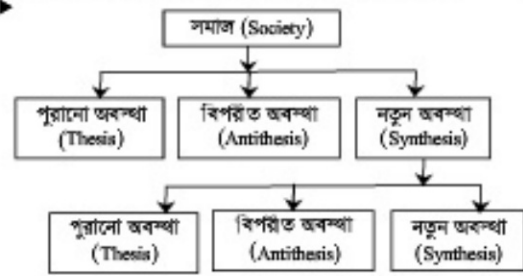 সমাজ (Society)
পুরানো অবস্থা
(Thesis)
বিপরীত অবস্থা
(Antithesis)
নতুন অবস্থা
(Synthesis)
পুরানো অবস্থা
(Thesis)
বিপরীত অবস্থা
(Antithesis)
নতুন অবস্থা
(Synthesis)